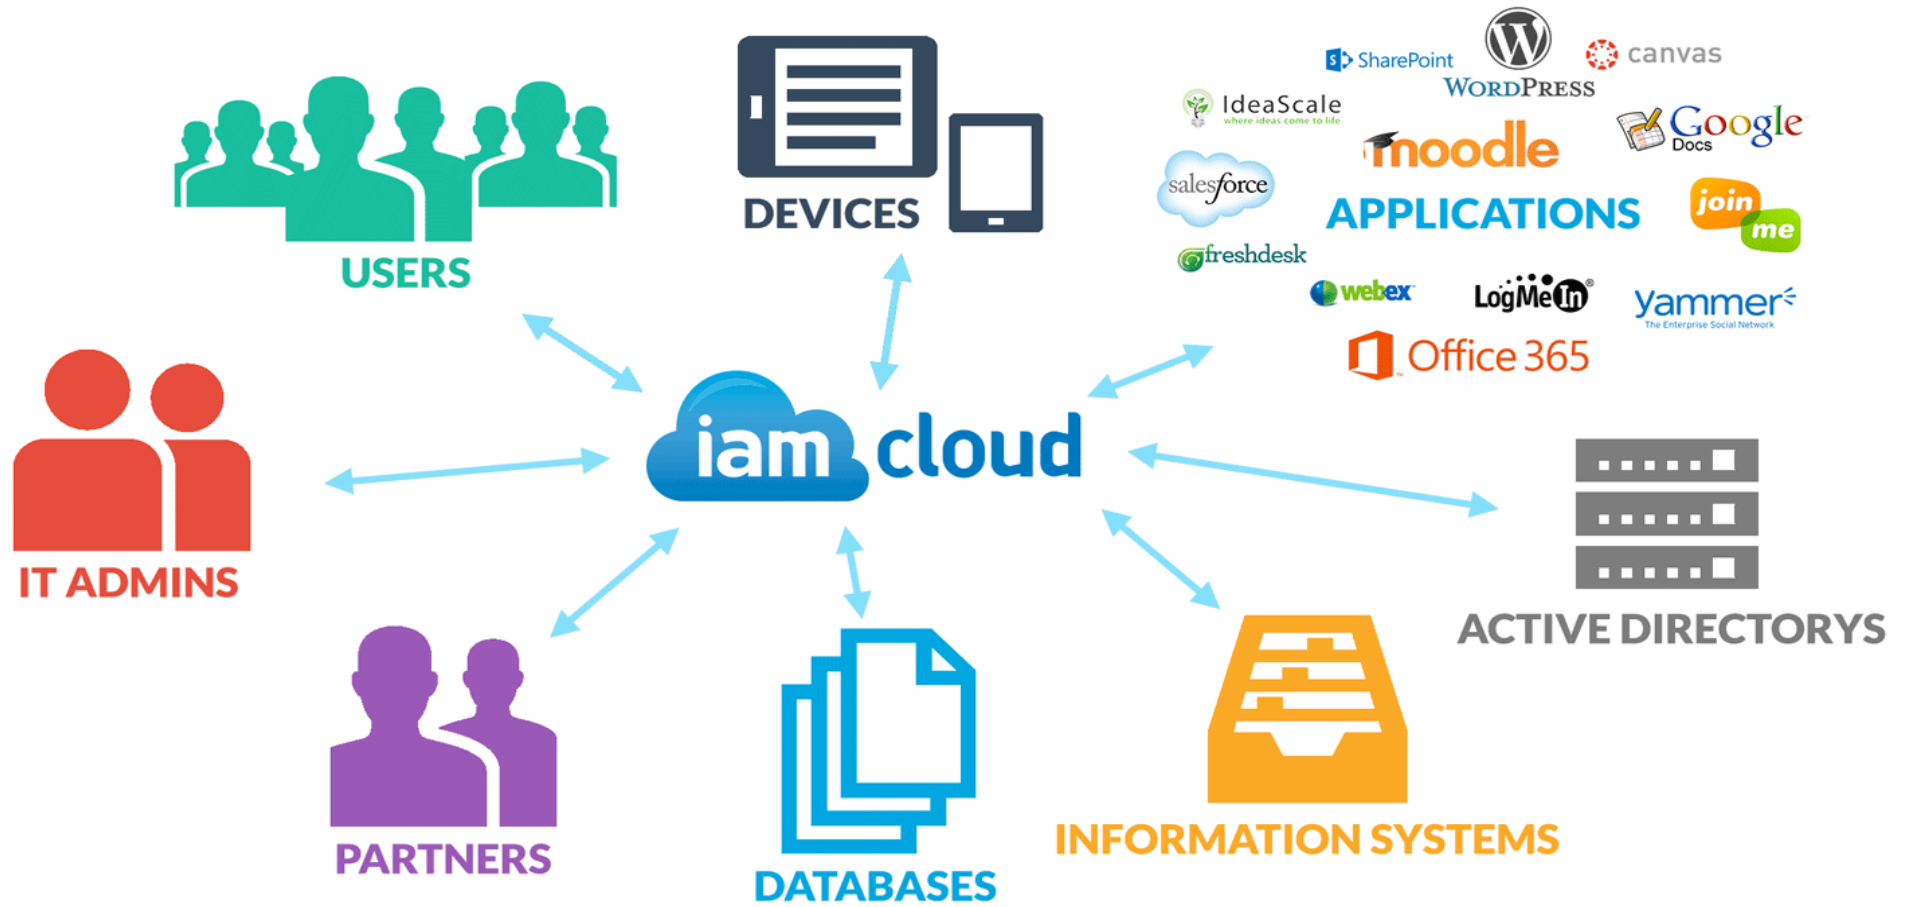 SharePoint
WORDPRESS
canvas
IdeaScale
where ideas come to life
moodle
Google
Docs
salesforce
APPLICATIONS
join
me
freshdesk
webex
LogMeIn®
yammer
The Enterprise Social Network
Office 365
DEVICES
USERS
iam cloud
IT ADMINS
ACTIVE DIRECTORYS
PARTNERS
DATABASES
INFORMATION SYSTEMS